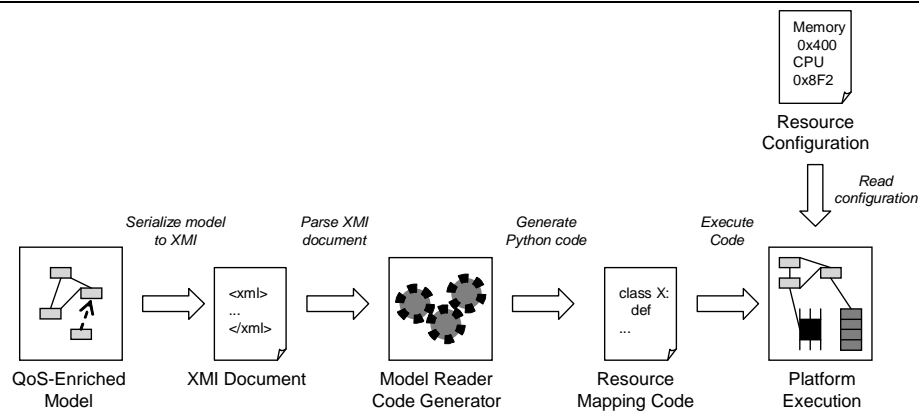 Memory
0x400
CPU
0x8F2
Resource
Configuration
Read
configuration
Serialize model
to XMI
Parse XMI
document
Generate
Python code
Execute
Code
<xml>
...
</xml>
class X:
def
...
QoS-Enriched
Model
XMI Document
Model Reader
Code Generator
Resource
Mapping Code
Platform
Execution